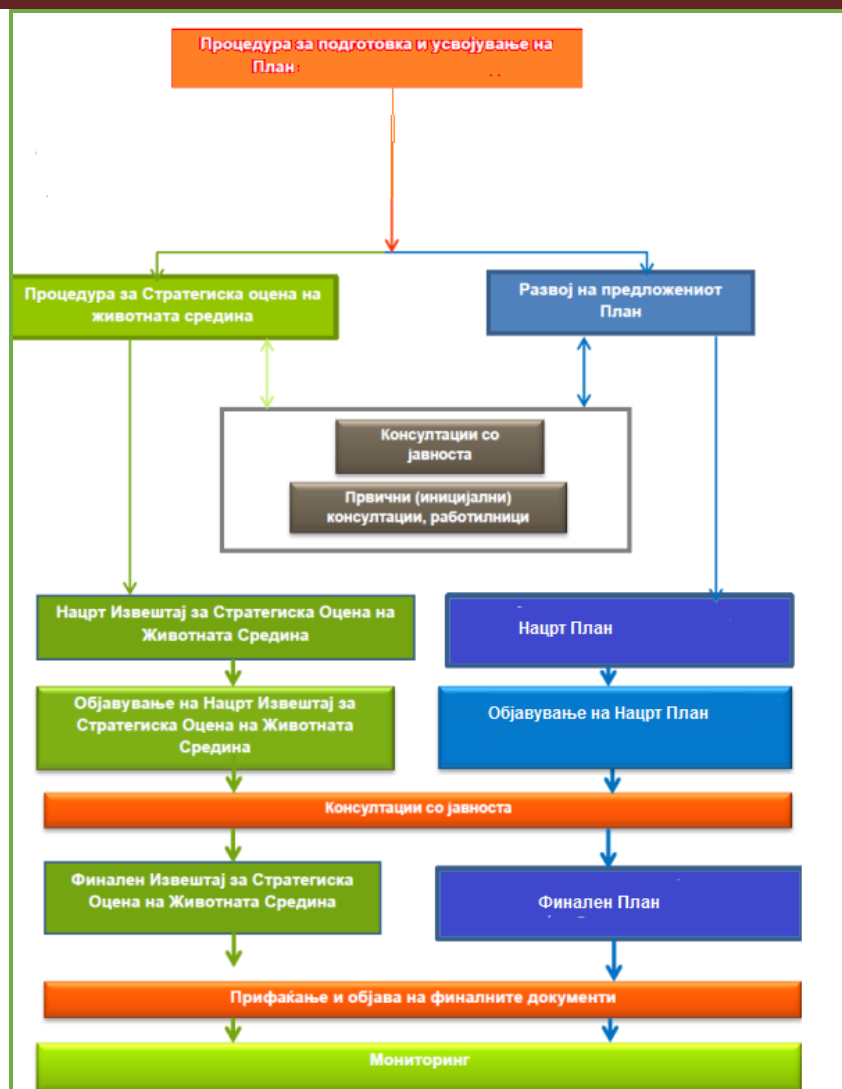 Процедура за подготовка и усвојување на
План:
Процедура за Стратегиска оцена на
животната средина
Развој на предложениот
План
Консултации со
јавноста
Првични (иницијални)
консултации, работилници
Нацрт Извештај за Стратегиска Оцена на
Животната Средина
Нацрт План
Објавување на Нацрт Извештај за
Стратегиска Оцена на Животната
Средина
Објавување на Нацрт План
Консултации со јавноста
Финален Извештај за Стратегиска
Оцена на Животната Средина
Финален План
Прифаќање и објава на финалните документи
Мониторинг